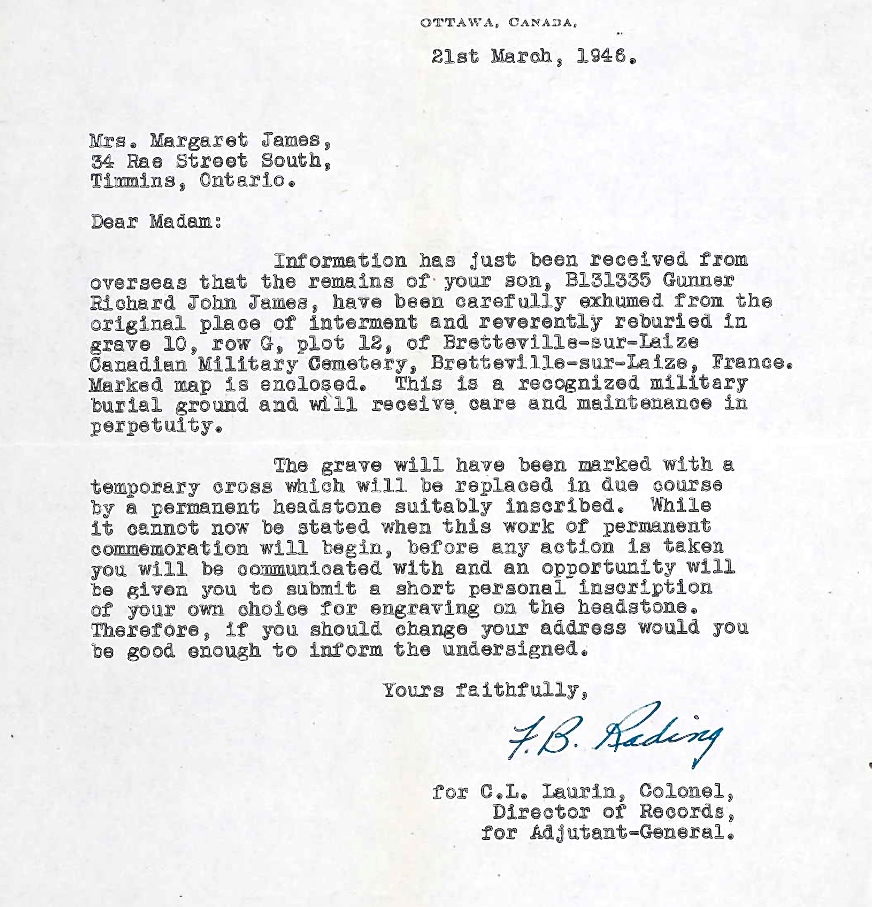 OTTAWA, CANADA,
21st March, 1946.
Mrs. Margaret James,
34 Rae Street South,
Timmins, Ontario.
Dear Madam:
Information has just been received from
overseas that the remains of your son, B131335 Gunner
Richard John James, have been carefully exhumed from the
original place of interment and reverently reburied in
grave 10, row G, plot 12, of Bretteville-sur-Laize
Canadian Military Cemetery, Bretteville-sur-Laize, France.
Marked map is enclosed. This is a recognized military
burial ground and will receive care and maintenance in
perpetuity.
The grave will have been marked with a
temporary cross which will be replaced in due course
by a permanent headstone suitably inscribed. While
it cannot now be stated when this work of permanent
commemoration will begin, before any action is taken
you will be communicated with and an opportunity will
be given you to submit a short personal inscription
of your own choice for engraving on the headstone.
Therefore, if you should change your address would you
be good enough to inform the undersigned.
Yours faithfully,
F.B. Rading
for C.L. Laurin, Colonel,
Director of Records,
for Adjutant-General.